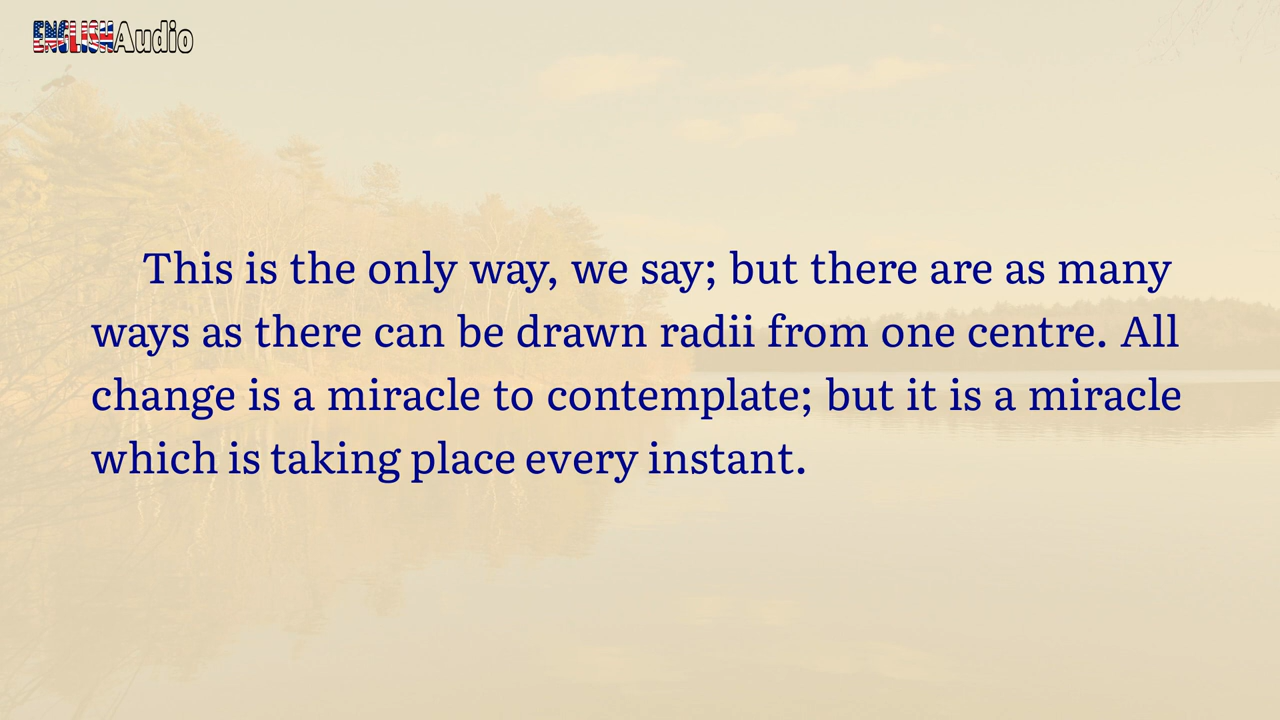 ENGLISHAudio
This is the only way, we say; but there are as many
ways as there can be drawn radii from one centre. All
change is a miracle to contemplate; but it is a miracle
which is taking place every instant.